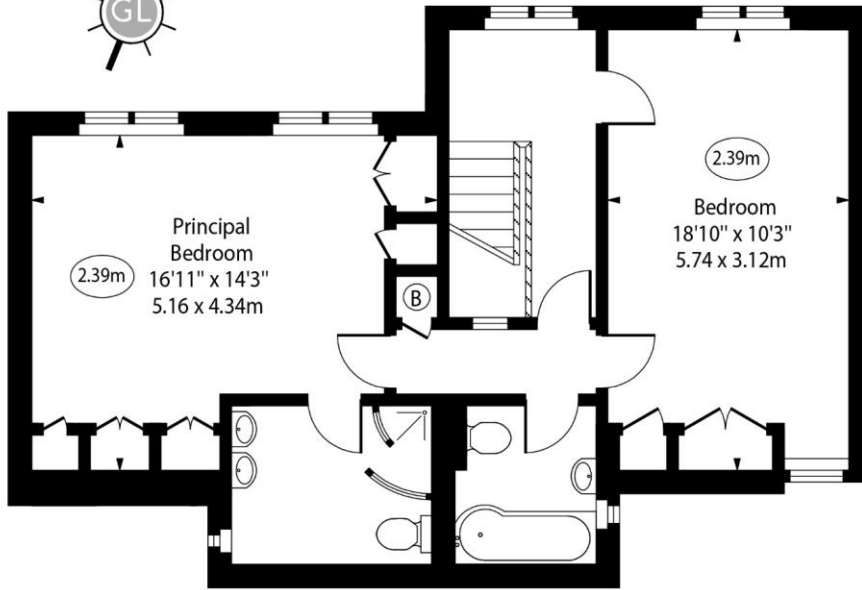 GL
2.39m
Principal
Bedroom
16'11" x 14'3"
5.16 x 4.34m
B
2.39m
Bedroom
18'10" x 10'3"
5.74 x 3.12m